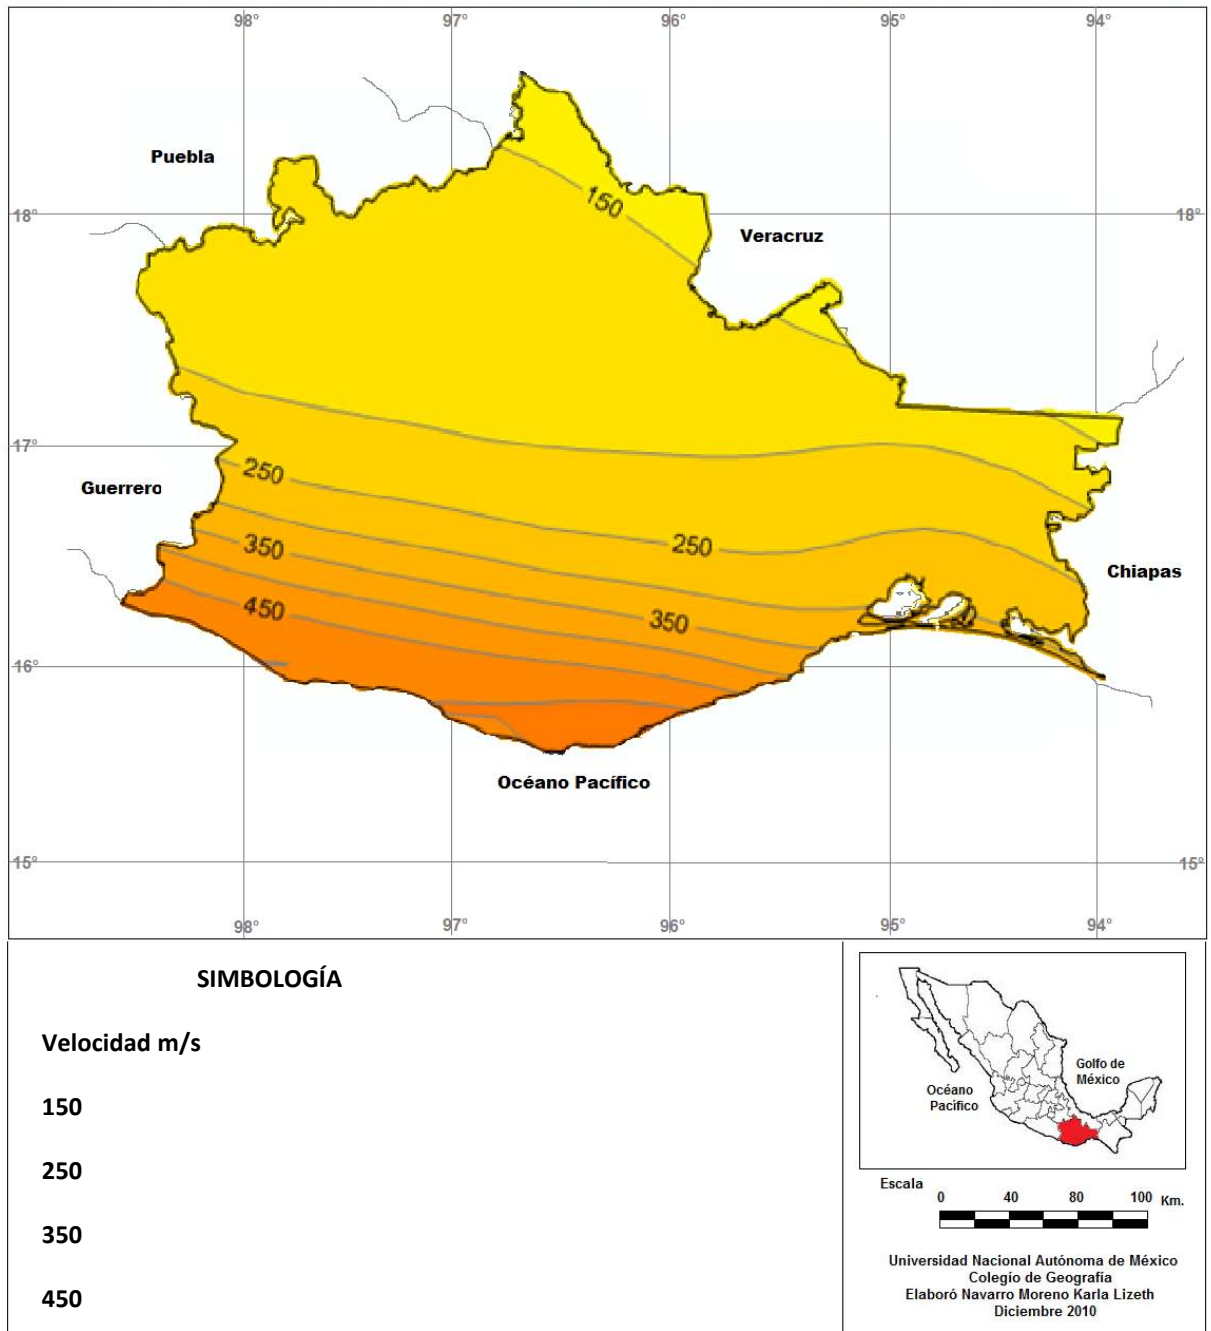 98° 97° 96° 95° 94°
Puebla
150
18° 18°
Veracruz
17°
250
Guerrero
350
250
Chiapas
450
350
16°
Océano Pacífico
15° 15°
98° 97° 96° 95° 94°
SIMBOLOGÍA
Velocidad m/s
150
250
350
450
Golfo de
México
Océano
Pacífico
Escala
0 40 80 100 Km.
Universidad Nacional Autónoma de México
Colegío de Geografía
Elaboró Navarro Moreno Karla Lizeth
Diciembre 2010